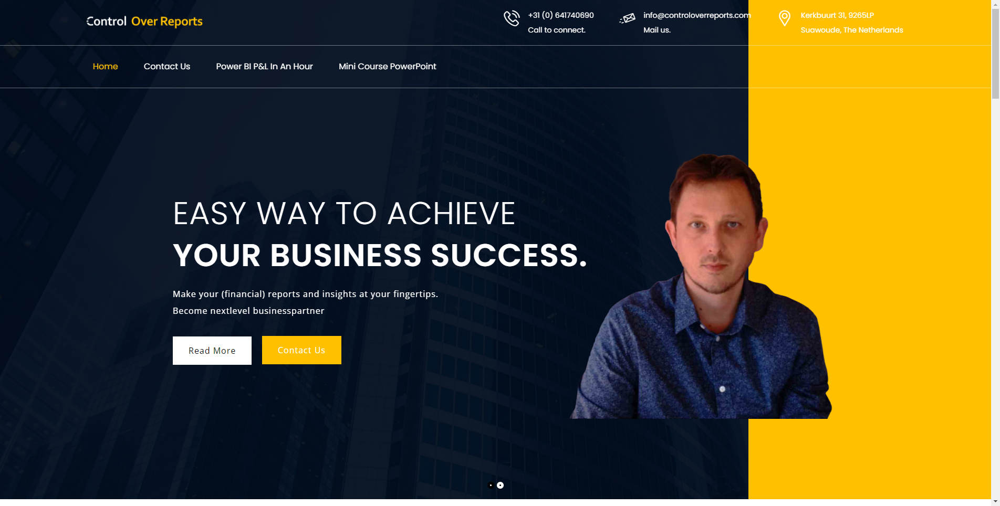 Control Over Reports
+31 (0) 641740690
Call to connect.
info@controloverreports.com
Mail us.
Kerkbuurt 31, 9265LP
Suawoude, The Netherlands
Home
Contact Us
Power BI P&L In An Hour
Mini Course PowerPoint
EASY WAY TO ACHIEVE
YOUR BUSINESS SUCCESS.
Make your (financial) reports and insights at your fingertips.
Become nextlevel businesspartner
Read More
Contact Us